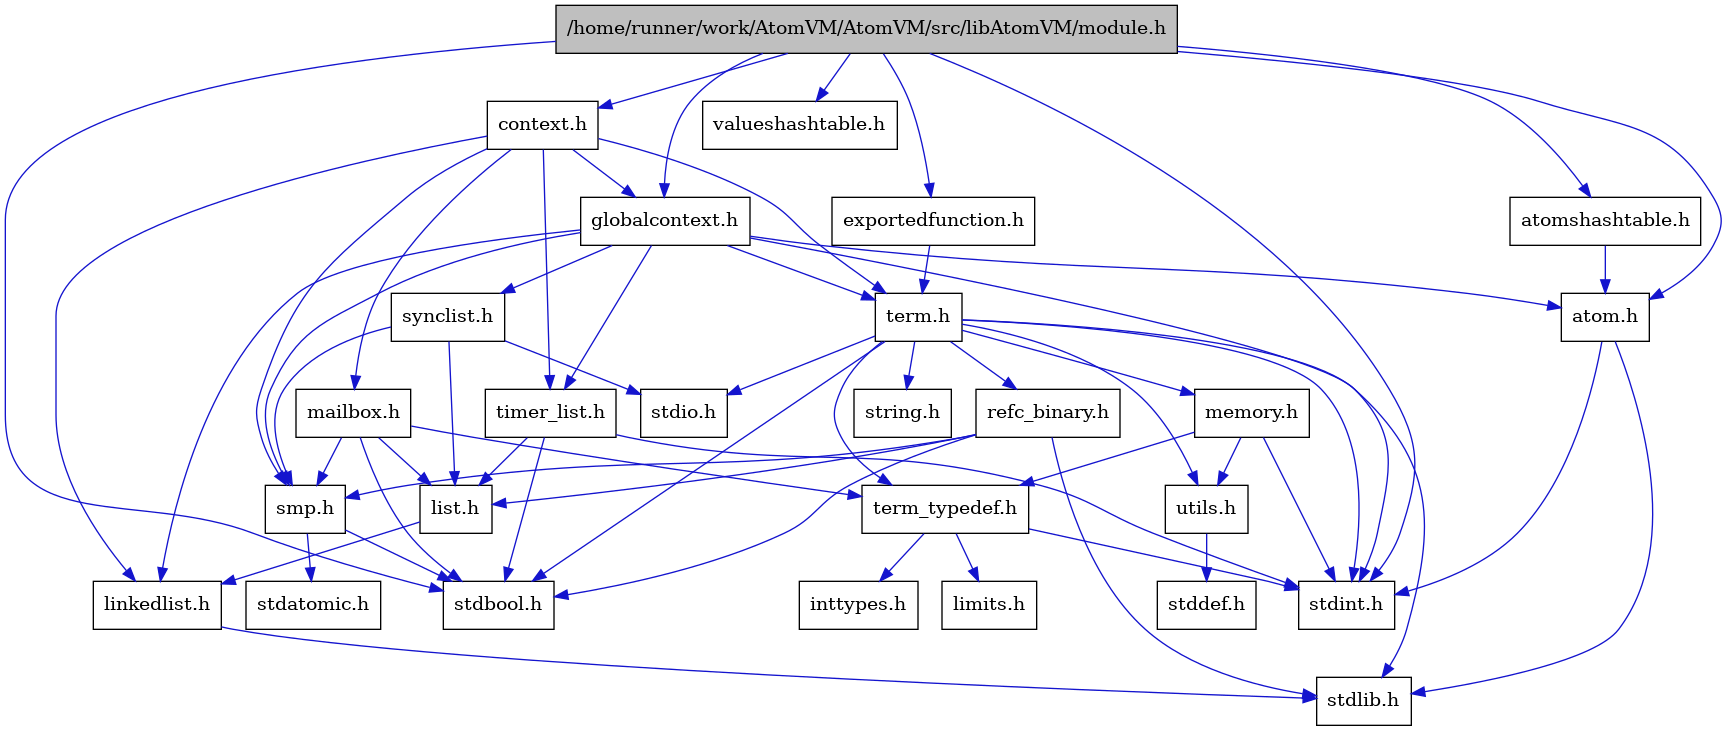 /home/runner/work/AtomVM/AtomVM/src/libAtomVM/module.h
context.h
valueshashtable.h
globalcontext.h
exportedfunction.h
atomshashtable.h
synclist.h
term.h
atom.h
mailbox.h
timer_list.h
stdio.h
string.h
refc_binary.h
memory.h
smp.h
list.h
term_typedef.h
utils.h
linkedlist.h
stdatomic.h
stdbool.h
inttypes.h
limits.h
stddef.h
stdint.h
stdlib.h